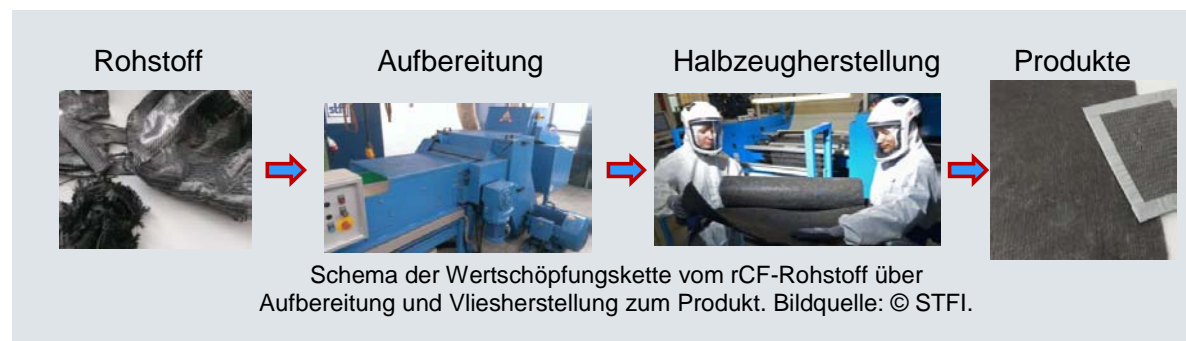 Rohstoff
Aufbereitung
Halbzeugherstellung
Produkte
Schema der Wertschöpfungskette vom rCF-Rohstoff über
Aufbereitung und Vliesherstellung zum Produkt. Bildquelle: © STFI.